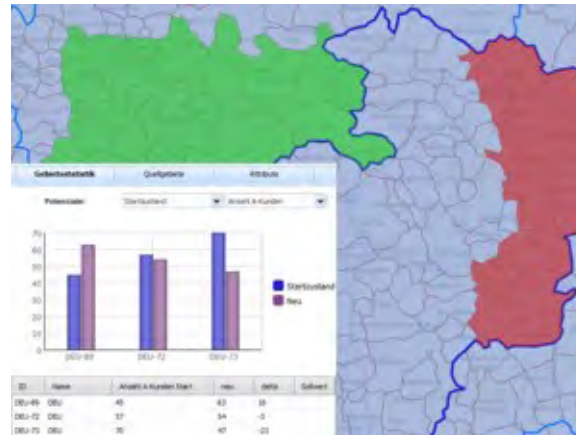 Gebietsstatistik Quellgebiete Attribute
Potenziale: Startzustand Anzahl A-Kunden
70
60
50
40
30
20
10
0
DEU-69 DEU-72 DEU-73
Startzustand
Neu
ID Name Anzahl A-Kunden Start neu delta Sollwert
DEU-69 DEU 45 63 18
DEU-72 DEU 57 54 -3
DEU-73 DEU 70 47 -23